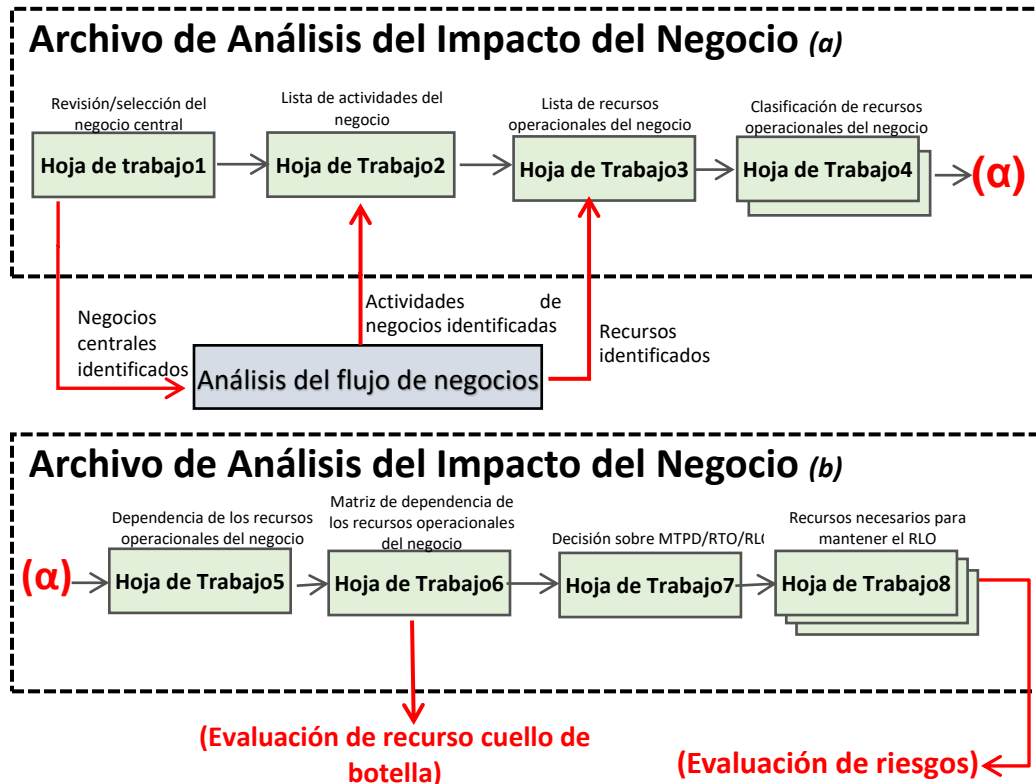 Archivo de Análisis del Impacto del Negocio (a)
Revisión/selección del
negocio central
Hoja de trabajo1
Lista de actividades del
negocio
Hoja de Trabajo2
Lista de recursos
operacionales del negocio
Hoja de Trabajo3
Clasificación de recursos
operacionales del negocio
Hoja de Trabajo4
(α)
Negocios
centrales
identificados
Actividades de
negocios identificadas
Recursos
identificados
Análisis del flujo de negocios
Archivo de Análisis del Impacto del Negocio (b)
(α)
Dependencia de los recursos
operacionales del negocio
Hoja de Trabajo5
Matriz de dependencia de
los recursos operacionales
del negocio
Hoja de Trabajo6
Decisión sobre MTPD/RTO/RLO
Hoja de Trabajo7
Recursos necesarios para
mantener el RLO
Hoja de Trabajo8
(Evaluación de recurso cuello de
botella)
(Evaluación de riesgos)